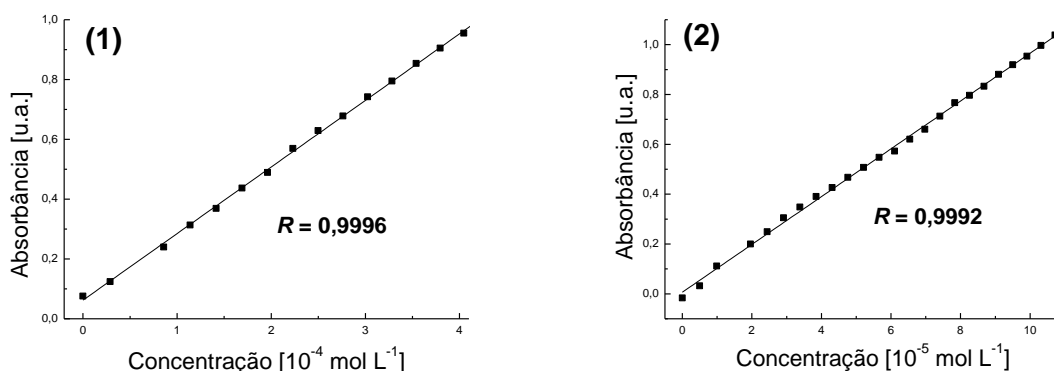 (1)
Absorbância [u.a.]
1,0
0,8
0,6
0,4
0,2
0,0
R = 0,9996
0 1 2 3 4
Concentração [10⁻⁴ mol L⁻¹]
(2)
Absorbância [u.a.]
1,0
0,8
0,6
0,4
0,2
0,0
R = 0,9992
0 2 4 6 8 10
Concentração [10⁻⁵ mol L⁻¹]